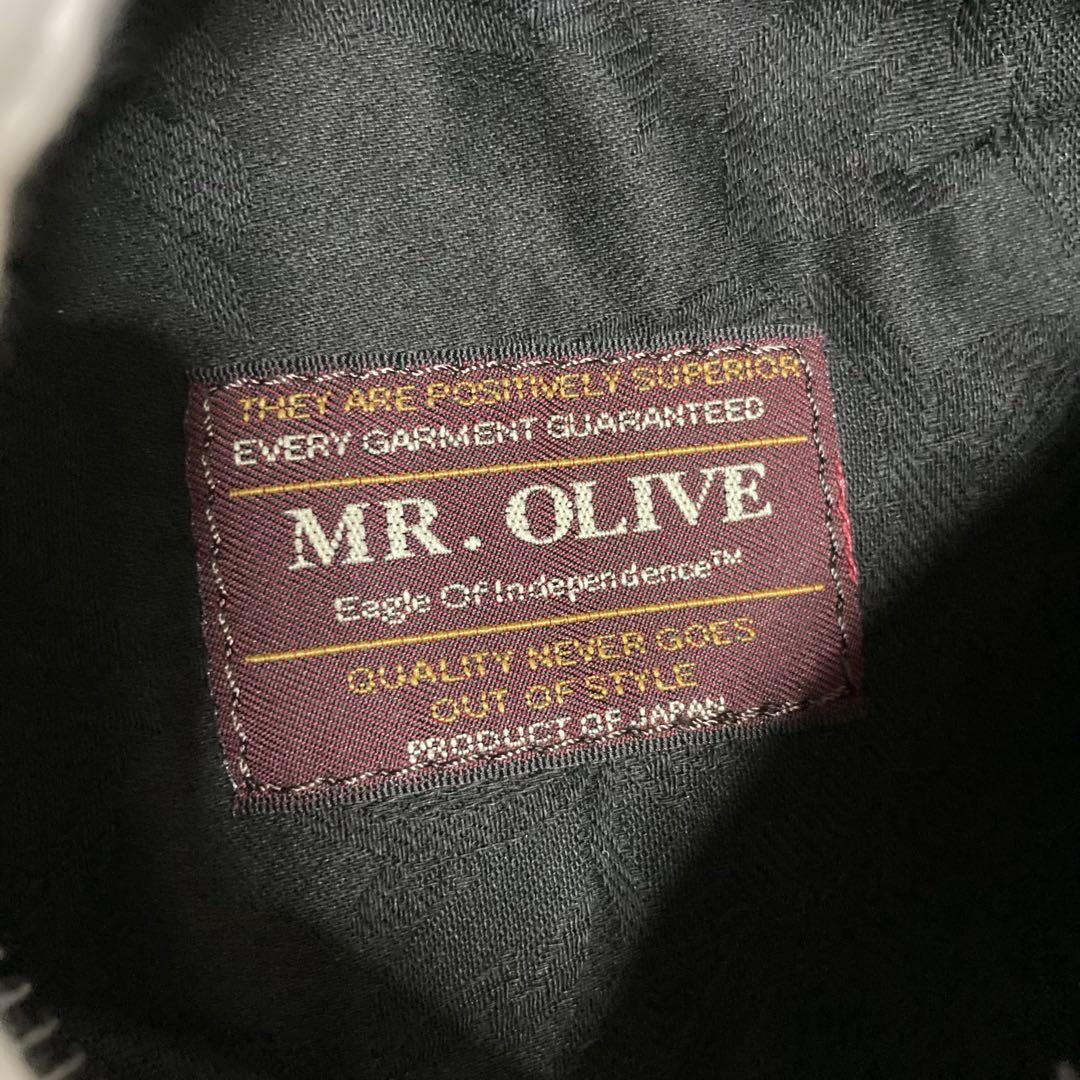 THEY ARE POSITIVELY SUPERIOR
EVERY GARMENT GUARANTEED
MR. OLIVE
Eagle Of Independence™
QUALITY NEVER GOES
OUT OF STYLE
PRODUCT OF JAPAN